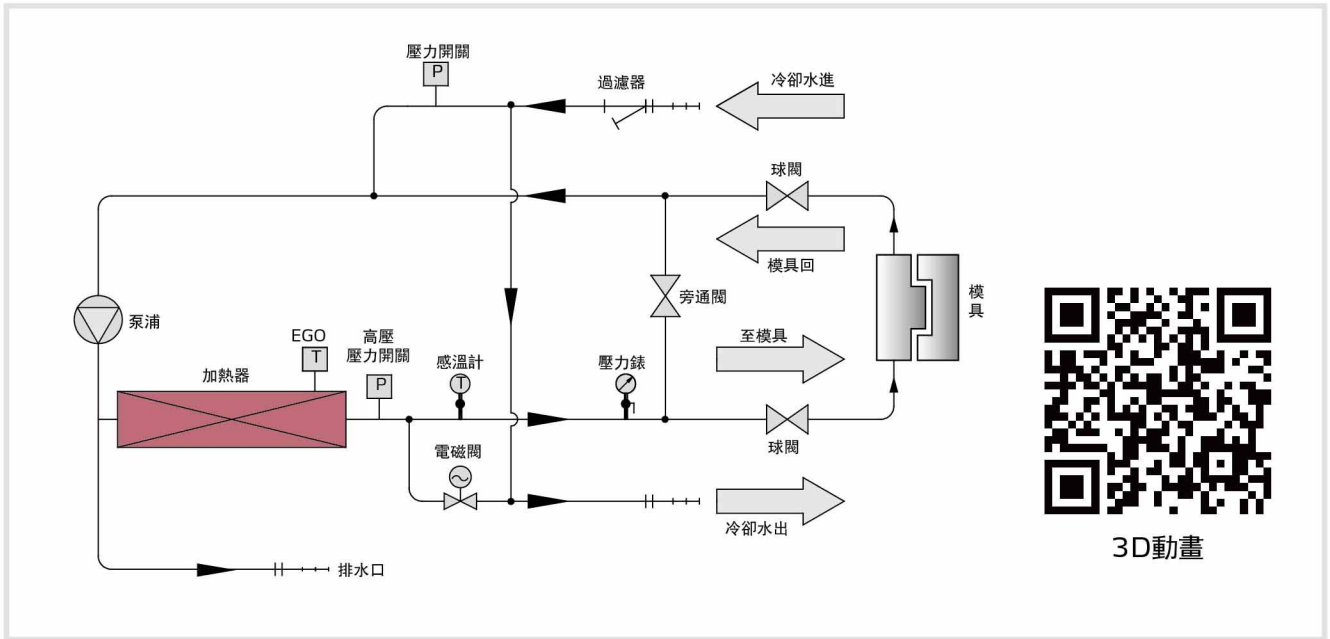 壓力開關
P
過濾器
冷卻水進
球閥
模具回
旁通閥
模具
泵浦
EGO
T
高壓
壓力開關
P
加熱器
感溫計
T
壓力錶
至模具
球閥
電磁閥
冷卻水出
排水口
3D動畫